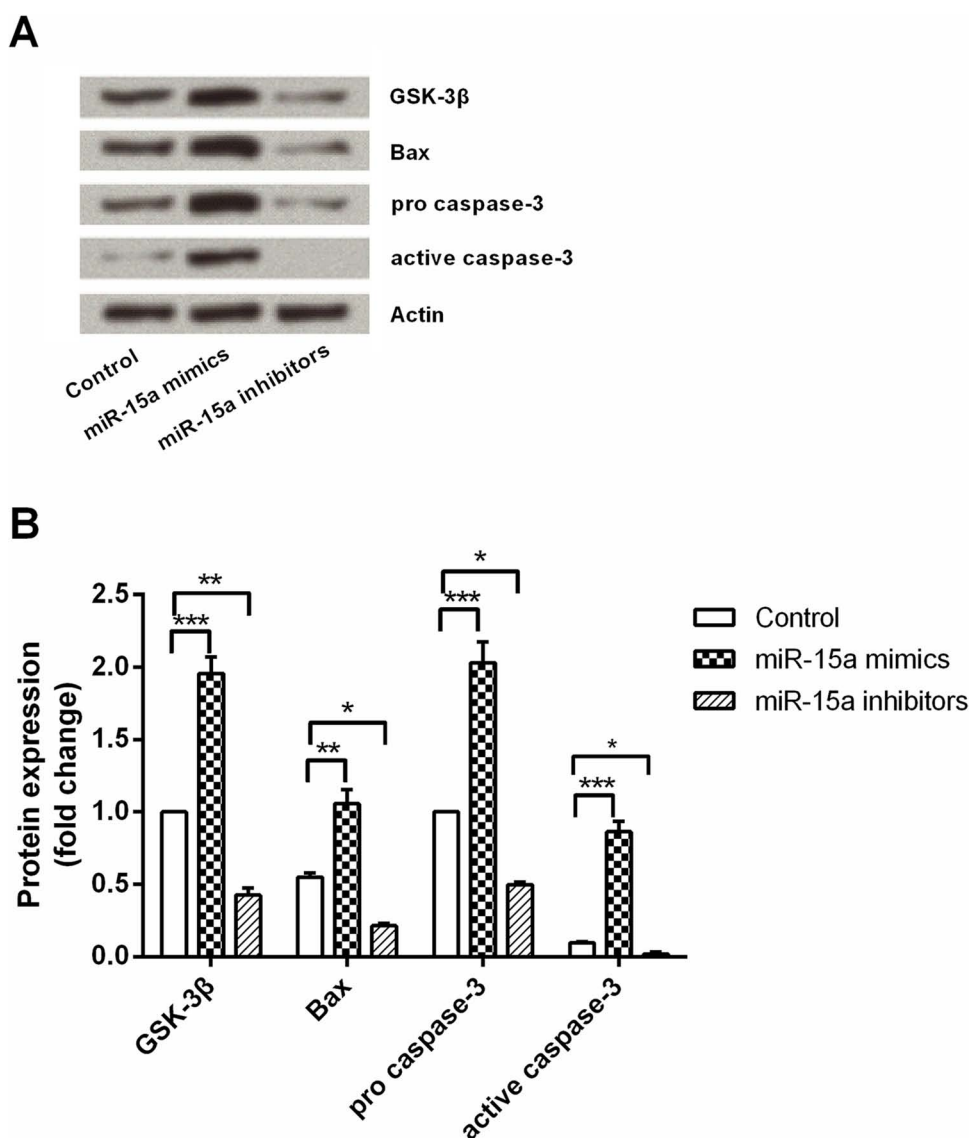 A
GSK-3β
Bax
pro caspase-3
active caspase-3
Actin
Control
miR-15a mimics
miR-15a inhibitors
B
Protein expression
(fold change)
2.5
2.0
1.5
1.0
0.5
0.0
**
***
*
**
*
***
*
***
Control
miR-15a mimics
miR-15a inhibitors
GSK-3β
Bax
pro caspase-3
active caspase-3